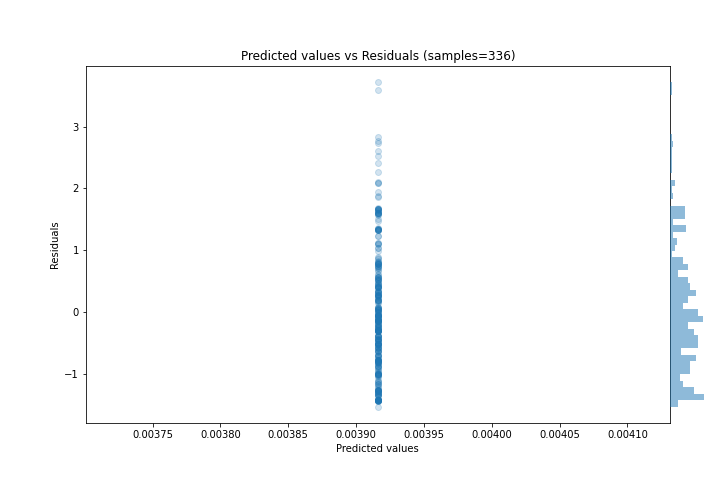 Predicted values vs Residuals (samples=336)
Residuals
3
2
1
0
−1
0.00375 0.00380 0.00385 0.00390 0.00395 0.00400 0.00405 0.00410
Predicted values